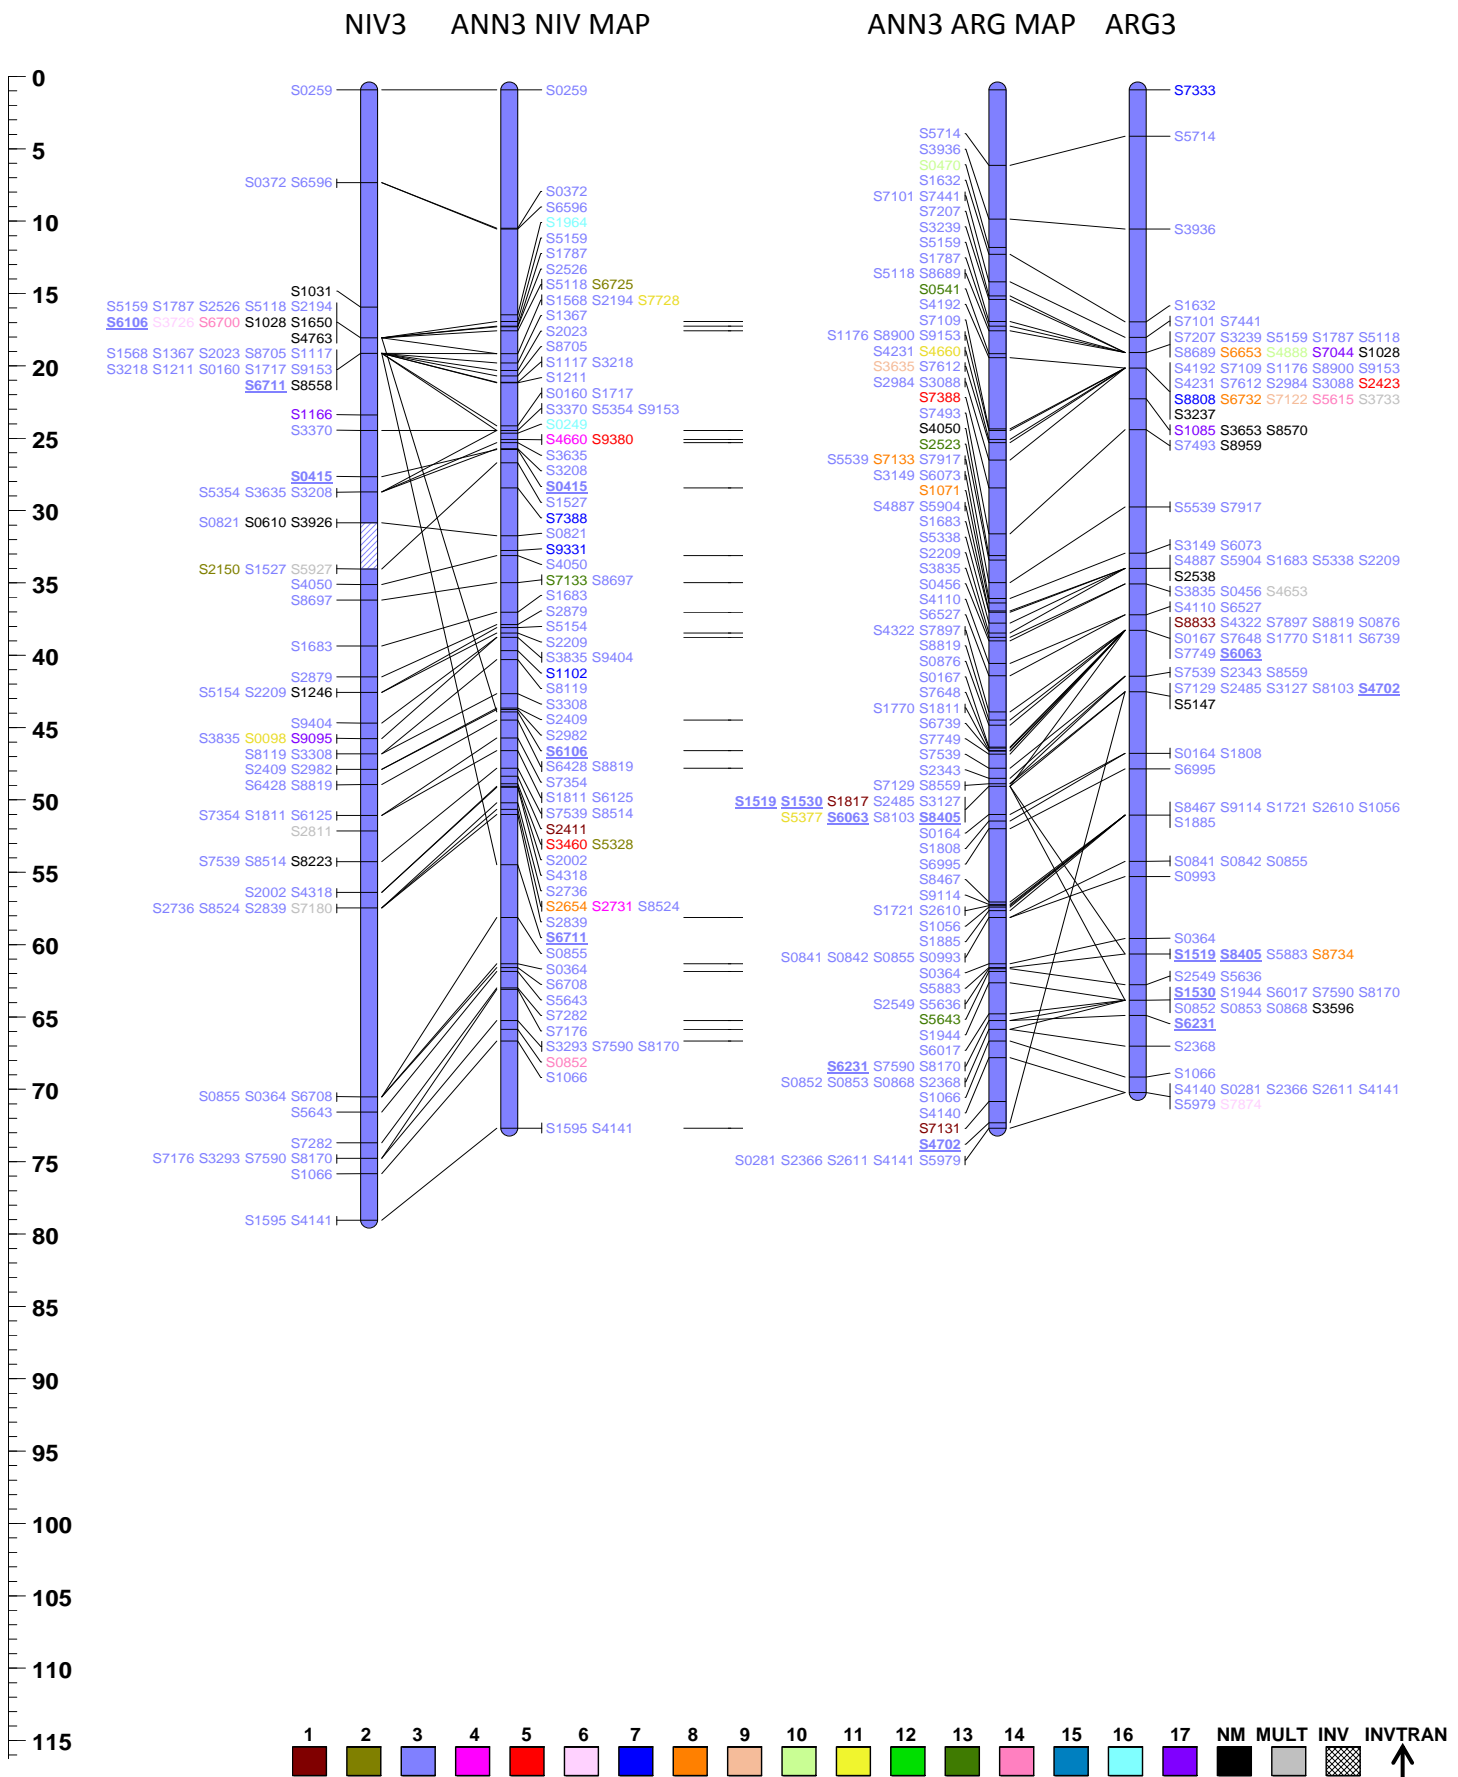 NIV3 ANN3 NIV MAP ANN3 ARG MAP ARG3
0
5
10
15
20
25
30
35
40
45
50
55
60
65
70
75
80
85
90
95
100
105
110
115
S0259
S0372 S6596
S1031
S5159 S1787 S2526 S5118 S2194
S6106 S3726 S6700 S1028 S1650
S4763
S1568 S1367 S2023 S8705 S1117
S3218 S1211 S0160 S1717 S9153
S6711 S8558
S1166
S3370
S0415
S5354 S3635 S3208
S0821 S0610 S3926
S2150 S1527 S5927
S4050
S8697
S1683
S2879
S5154 S2209 S1246
S9404
S3835 S0098 S9095
S8119 S3308
S2409 S2982
S6428 S8819
S7354 S1811 S6125
S2811
S7539 S8514 S8223
S2002 S4318
S2736 S8524 S2839 S7180
S0855 S0364 S6708
S5643
S7282
S7176 S3293 S7590 S8170
S1066
S1595 S4141
S0259
S0372
S6596
S1964
S5159
S1787
S2526
S5118 S6725
S1568 S2194 S7728
S1367
S2023
S8705
S1117 S3218
S1211
S0160 S1717
S3370 S5354 S9153
S0249
S4660 S9380
S3635
S3208
S0415
S1527
S7388
S0821
S9331
S4050
S7133 S8697
S1683
S2879
S5154
S2209
S3835 S9404
S1102
S8119
S3308
S2409
S2982
S6106
S6428 S8819
S7354
S1811 S6125
S7539 S8514
S2411
S3460 S5328
S2002
S4318
S2736
S2654 S2731 S8524
S2839
S6711
S0855
S0364
S6708
S5643
S7282
S7176
S3293 S7590 S8170
S0852
S1066
S1595 S4141
S5714
S3936
S0470
S1632
S7101 S7441
S7207
S3239
S5159
S1787
S5118 S8689
S0541
S4192
S7109
S1176 S8900 S9153
S4231 S4660
S3635 S7612
S2984 S3088
S7388
S7493
S4050
S2523
S5539 S7133 S7917
S3149 S6073
S1071
S4887 S5904
S1683
S5338
S2209
S3835
S0456
S4110
S6527
S4322 S7897
S8819
S0876
S0167
S7648
S1770 S1811
S6739
S7749
S7539
S2343
S7129 S8559
S1519 S1530 S1817 S2485 S3127
S5377 S6063 S8103 S8405
S0164
S1808
S6995
S8467
S9114
S1721 S2610
S1056
S1885
S0841 S0842 S0855 S0993
S0364
S5883
S2549 S5636
S5643
S1944
S6017
S6231 S7590 S8170
S0852 S0853 S0868 S2368
S1066
S4140
S7131
S4702
S0281 S2366 S2611 S4141 S5979
S7333
S5714
S3936
S1632
S7101 S7441
S7207 S3239 S5159 S1787 S5118
S8689 S6653 S4888 S7044 S1028
S4192 S7109 S1176 S8900 S9153
S4231 S7612 S2984 S3088 S2423
S8808 S6732 S7122 S5615 S3733
S3237
S1085 S3653 S8570
S7493 S8959
S5539 S7917
S3149 S6073
S4887 S5904 S1683 S5338 S2209
S2538
S3835 S0456 S4653
S4110 S6527
S8833 S4322 S7897 S8819 S0876
S0167 S7648 S1770 S1811 S6739
S7749 S6063
S7539 S2343 S8559
S7129 S2485 S3127 S8103 S4702
S5147
S0164 S1808
S6995
S8467 S9114 S1721 S2610 S1056
S1885
S0841 S0842 S0855
S0993
S0364
S1519 S8405 S5883 S8734
S2549 S5636
S1530 S1944 S6017 S7590 S8170
S0852 S0853 S0868 S3596
S6231
S2368
S1066
S4140 S0281 S2366 S2611 S4141
S5979 S7874
1 2 3 4 5 6 7 8 9 10 11 12 13 14 15 16 17 NM MULT INV INVTRAN